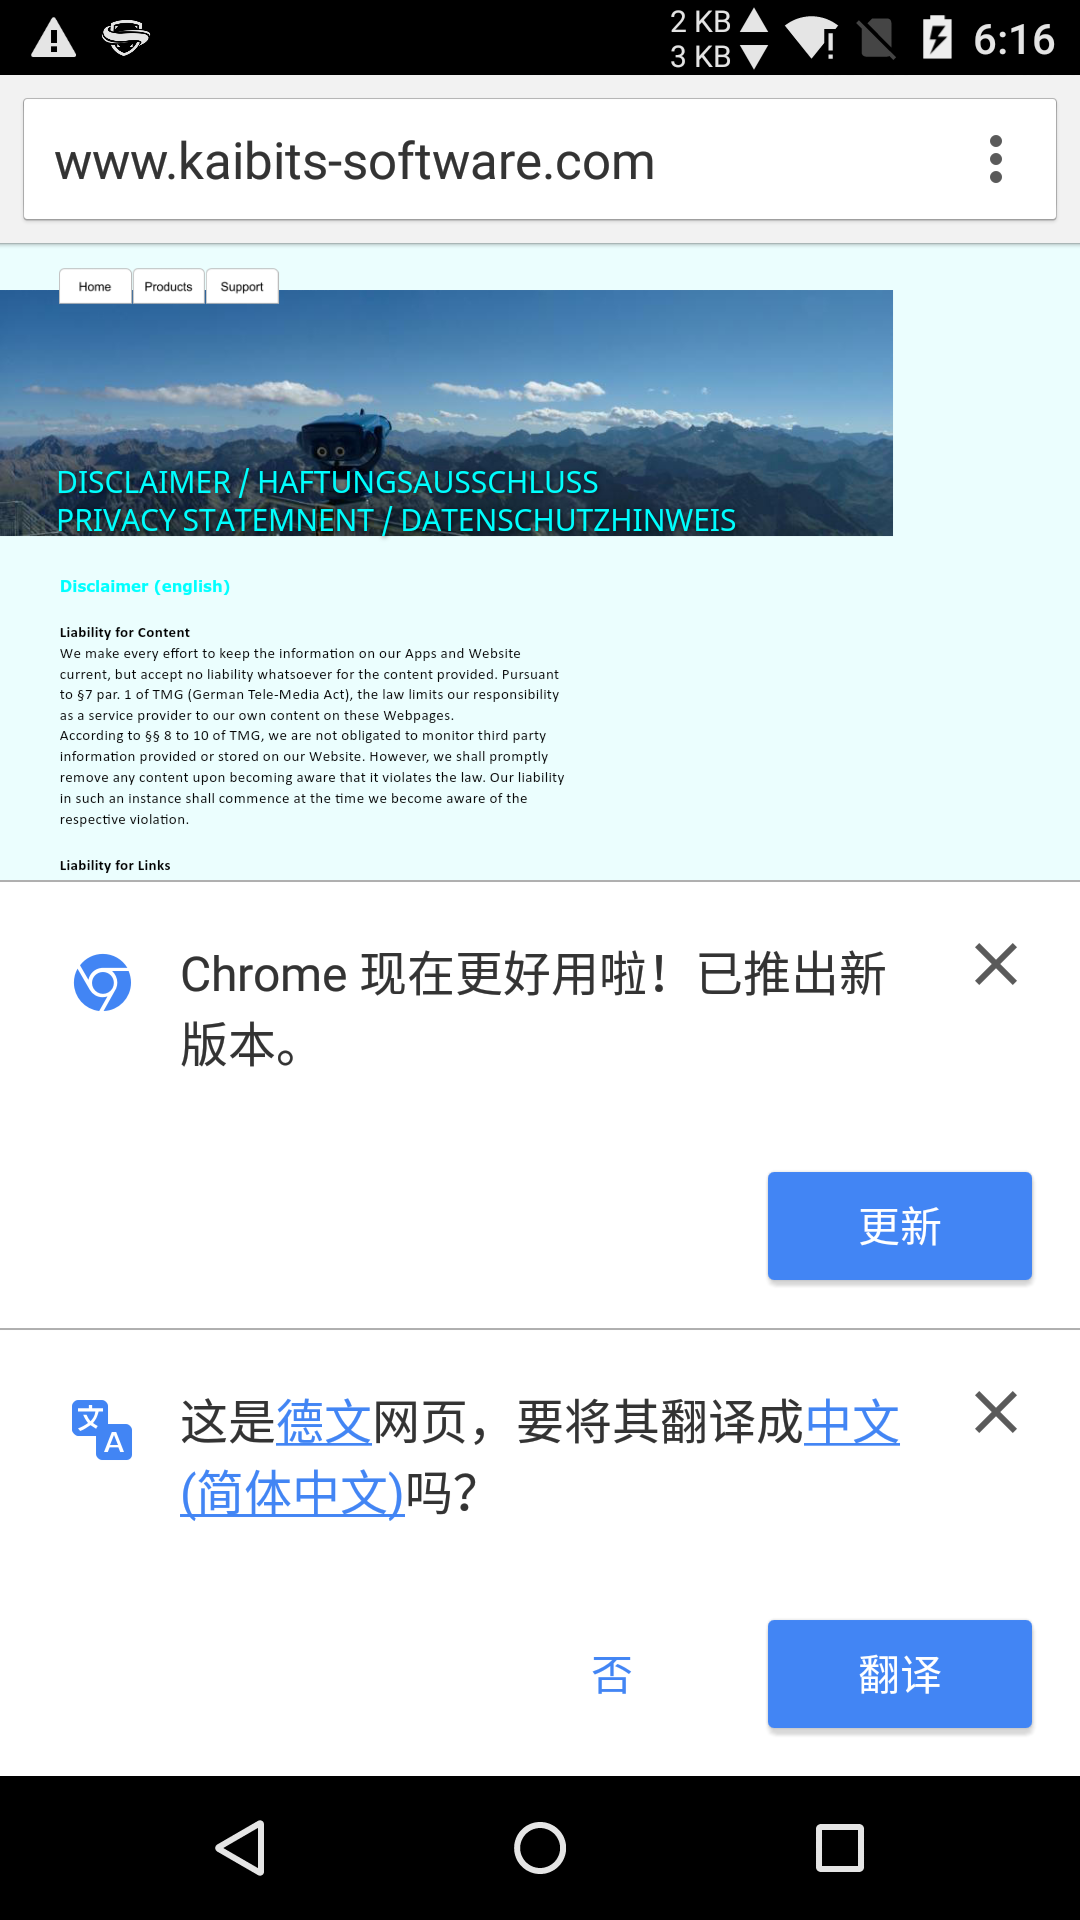 2 KB
3 KB
6:16
www.kaibits-software.com
Home Products Support
DISCLAIMER / HAFTUNGSAUSSCHLUSS
PRIVACY STATEMNENT / DATENSCHUTZHINWEIS
Disclaimer (english)
Liability for Content
We make every effort to keep the information on our Apps and Website
current, but accept no liability whatsoever for the content provided. Pursuant
to §7 par. 1 of TMG (German Tele-Media Act), the law limits our responsibility
as a service provider to our own content on these Webpages.
According to §§ 8 to 10 of TMG, we are not obligated to monitor third party
information provided or stored on our Website. However, we shall promptly
remove any content upon becoming aware that it violates the law. Our liability
in such an instance shall commence at the time we become aware of the
respective violation.
Liability for Links
Chrome 现在更好用啦！已推出新
版本。
更新
这是德文网页，要将其翻译成中文
(简体中文)吗？
否
翻译